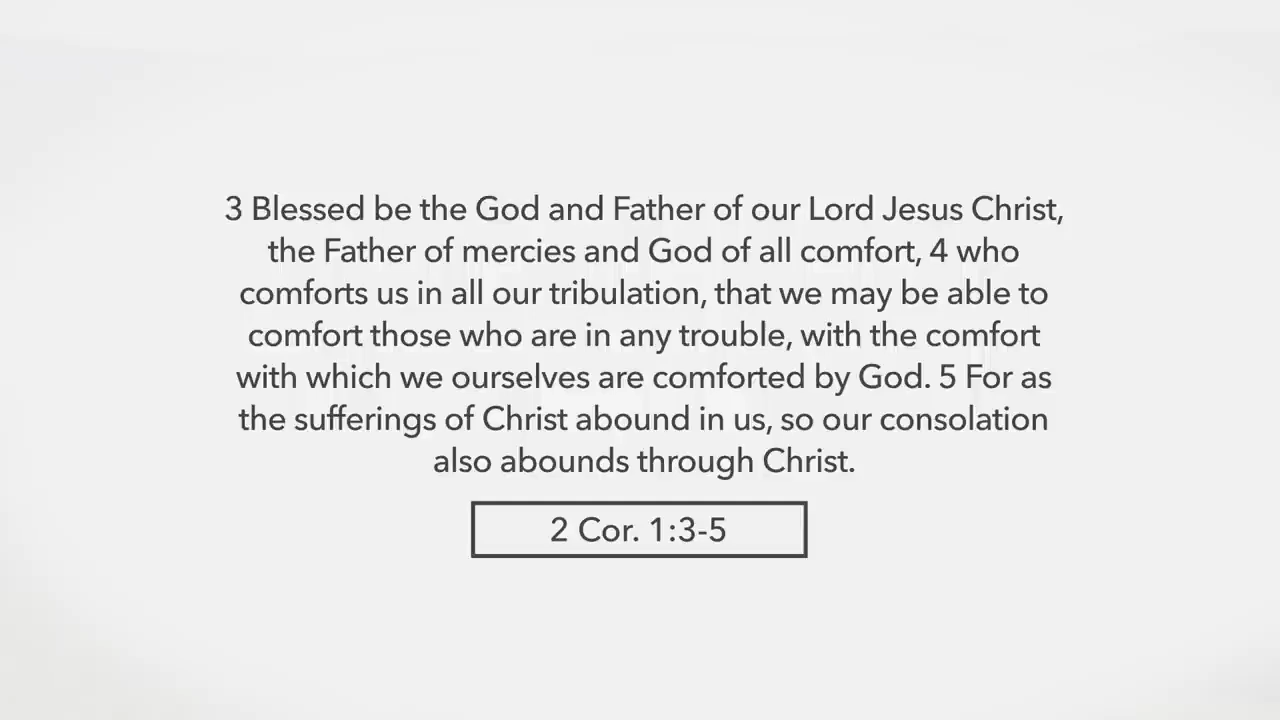 3 Blessed be the God and Father of our Lord Jesus Christ,
the Father of mercies and God of all comfort, 4 who
comforts us in all our tribulation, that we may be able to
comfort those who are in any trouble, with the comfort
with which we ourselves are comforted by God. 5 For as
the sufferings of Christ abound in us, so our consolation
also abounds through Christ.
2 Cor. 1:3-5